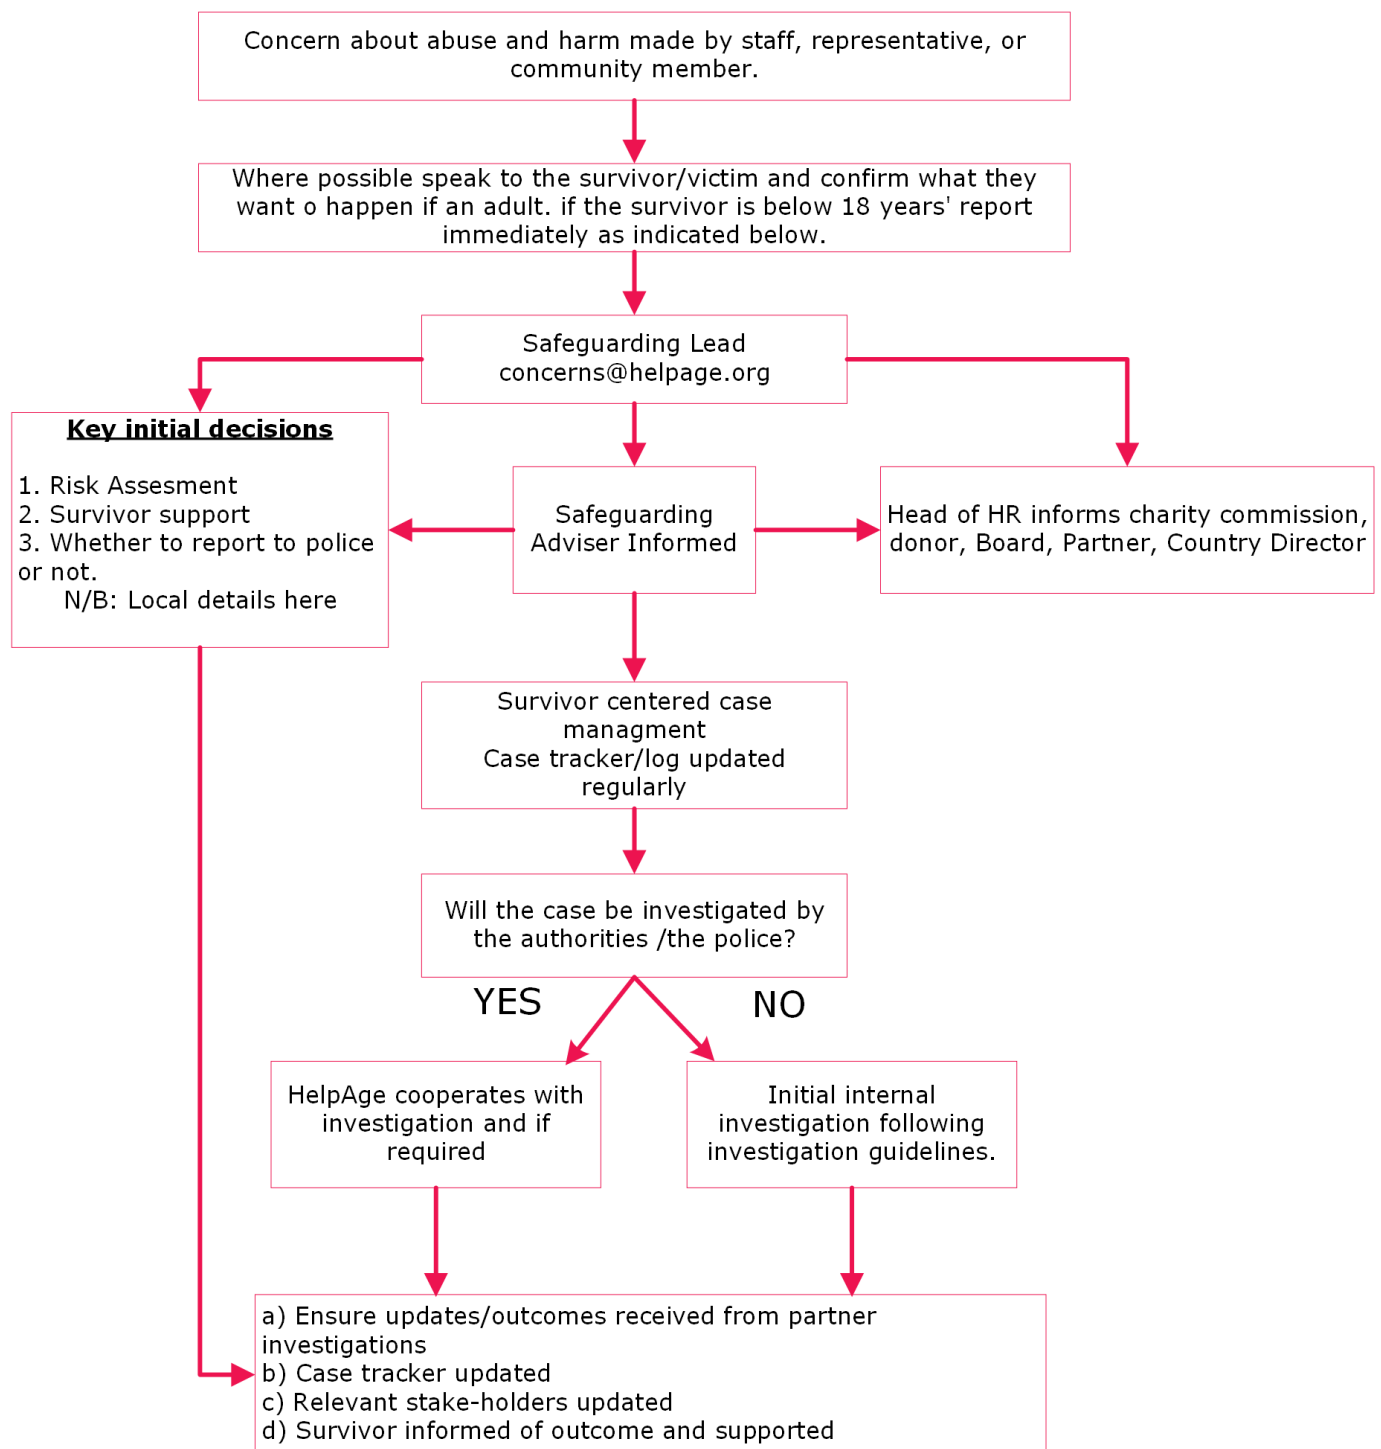 Concern about abuse and harm made by staff, representative, or
community member.
Where possible speak to the survivor/victim and confirm what they
want o happen if an adult. if the survivor is below 18 years' report
immediately as indicated below.
Safeguarding Lead
concerns@helpage.org
Key initial decisions
1. Risk Assesment
2. Survivor support
3. Whether to report to police
or not.
N/B: Local details here
Safeguarding
Adviser Informed
Head of HR informs charity commission,
donor, Board, Partner, Country Director
Survivor centered case
managment
Case tracker/log updated
regularly
Will the case be investigated by
the authorities /the police?
YES
NO
HelpAge cooperates with
investigation and if
required
Initial internal
investigation following
investigation guidelines.
a) Ensure updates/outcomes received from partner
investigations
b) Case tracker updated
c) Relevant stake-holders updated
d) Survivor informed of outcome and supported